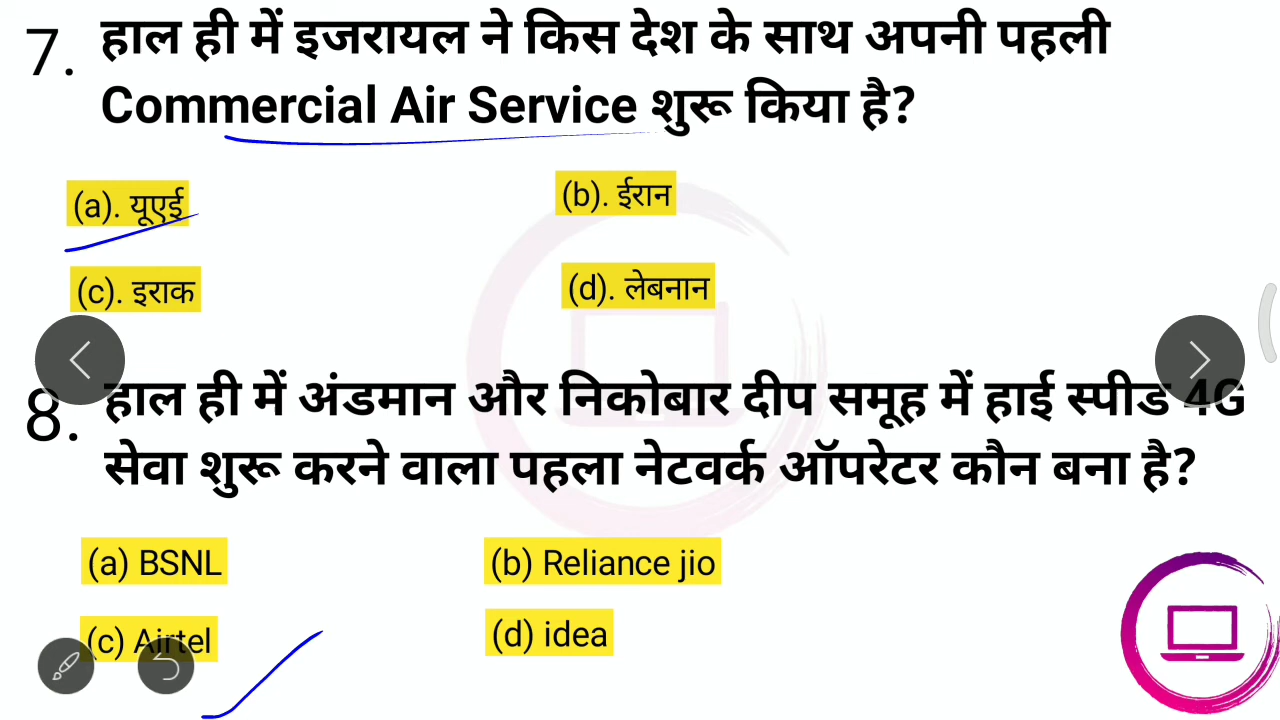 7. हाल ही में इजरायल ने किस देश के साथ अपनी पहली
Commercial Air Service शुरू किया है?
(a). यूएई
(b). ईरान
(c). इराक
(d). लेबनान
8. हाल ही में अंडमान और निकोबार दीप समूह में हाई स्पीड 4G
सेवा शुरू करने वाला पहला नेटवर्क ऑपरेटर कौन बना है?
(a) BSNL
(b) Reliance jio
(c) Airtel
(d) idea